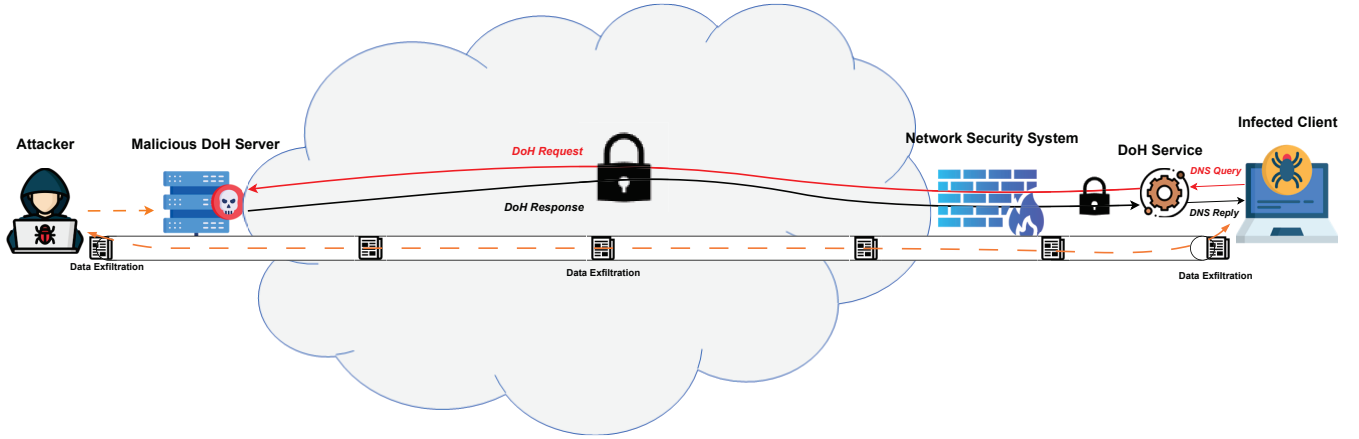 Attacker
Malicious DoH Server
DoH Request
DoH Response
Network Security System
DoH Service
Infected Client
DNS Query
DNS Reply
Data Exfiltration
Data Exfiltration
Data Exfiltration